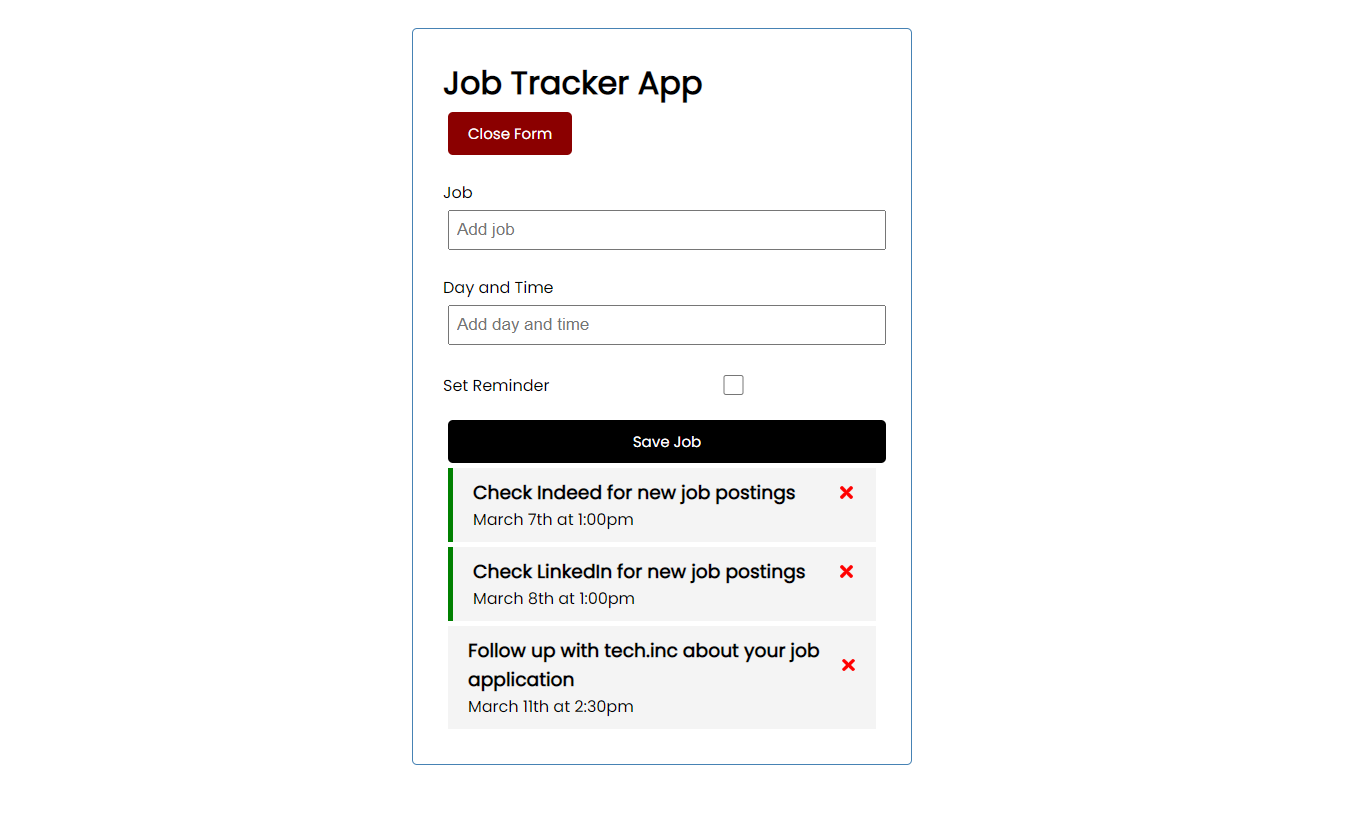 Job Tracker App
Close Form
Job
Add job
Day and Time
Add day and time
Set Reminder
Save Job
Check Indeed for new job postings
March 7th at 1:00pm
Check LinkedIn for new job postings
March 8th at 1:00pm
Follow up with tech.inc about your job
application
March 11th at 2:30pm